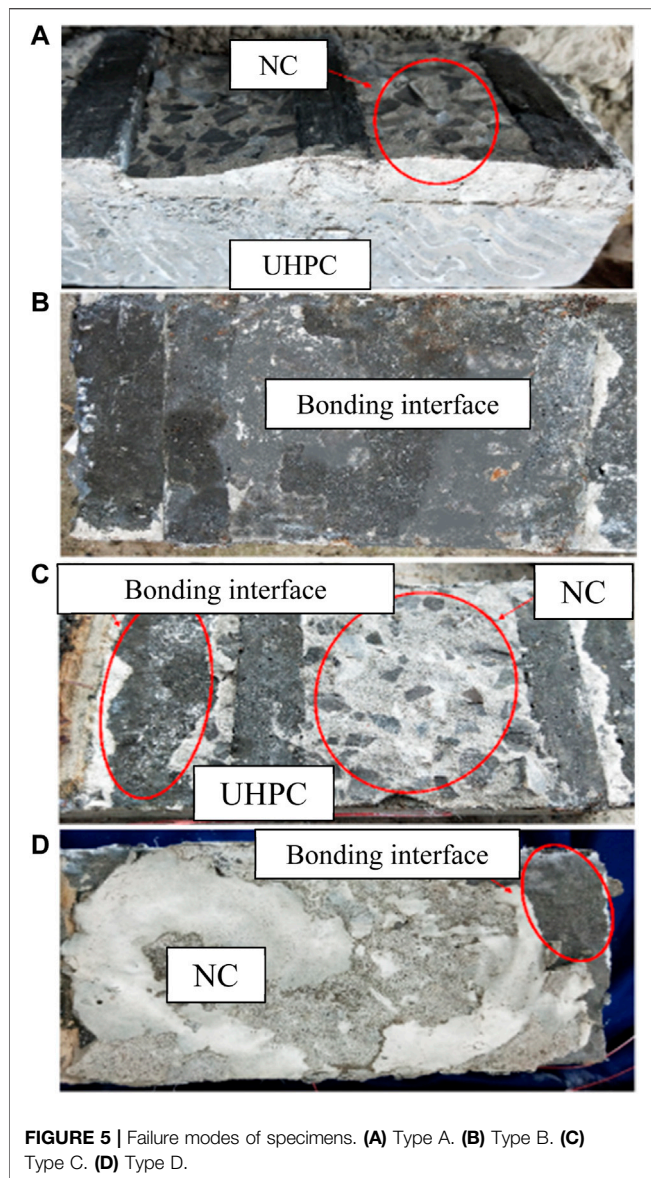 A
NC
UHPC
B
Bonding interface
C
Bonding interface
NC
UHPC
D
Bonding interface
NC
FIGURE 5 | Failure modes of specimens. (A) Type A. (B) Type B. (C)
Type C. (D) Type D.